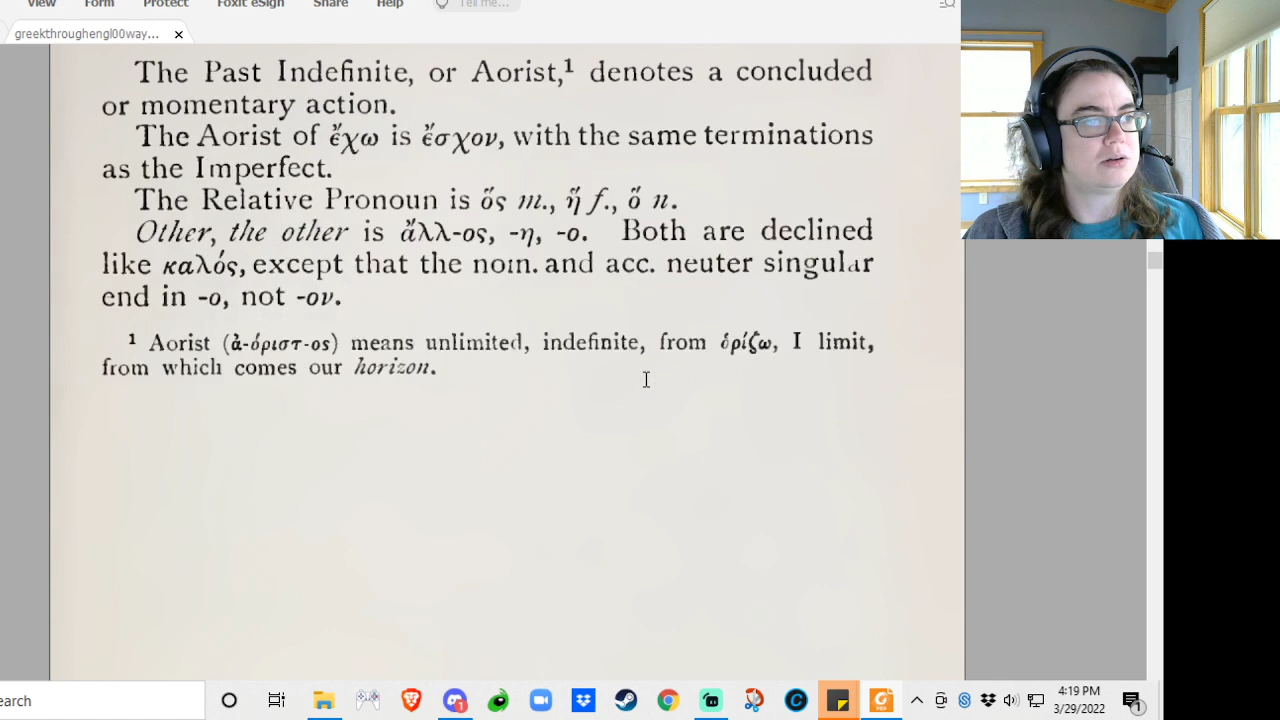 View Form Protect Foxit eSign Share Help Tell me...
greekthroughengl00way... ×
The Past Indefinite, or Aorist,¹ denotes a concluded
or momentary action.
The Aorist of ἔχω is ἔσχον, with the same terminations
as the Imperfect.
The Relative Pronoun is ὅς m., ἥ f., ὅ n.
Other, the other is ἄλλ-ος, -η, -ο. Both are declined
like καλός, except that the nom. and acc. neuter singular
end in -ο, not -ον.
¹ Aorist (ἀ-όριστ-ος) means unlimited, indefinite, from ὁρίζω, I limit,
from which comes our horizon.
earch
4:19 PM
3/29/2022